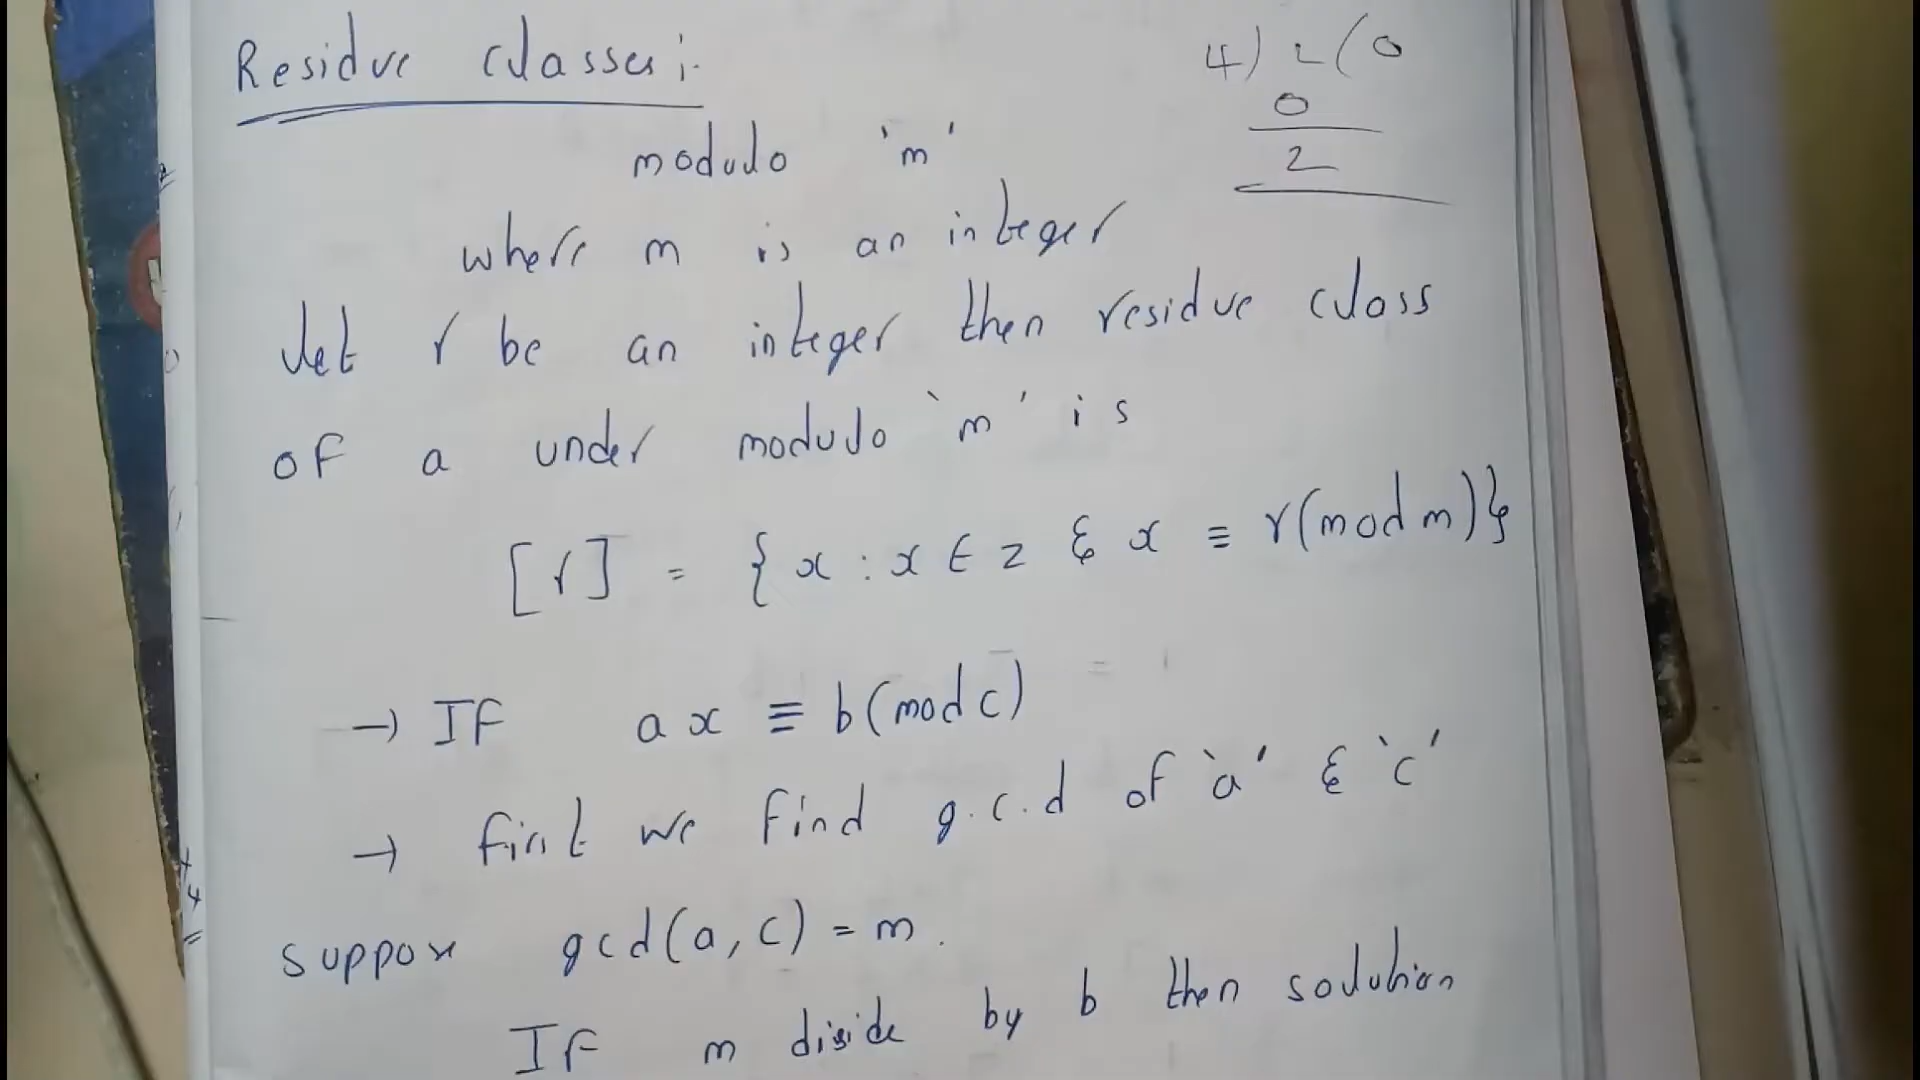 Residue classes :-
4) 2 (0
0
2
modulo 'm'
where m is an integer
Let r be an integer then residue class
of a under modulo 'm' is
[r] = { x : x ∈ z & x ≡ r(mod m)}
→ If ax ≡ b(mod c)
→ first we find g.c.d of 'a' & 'c'
suppose gcd(a, c) = m.
If m divide by b then solution